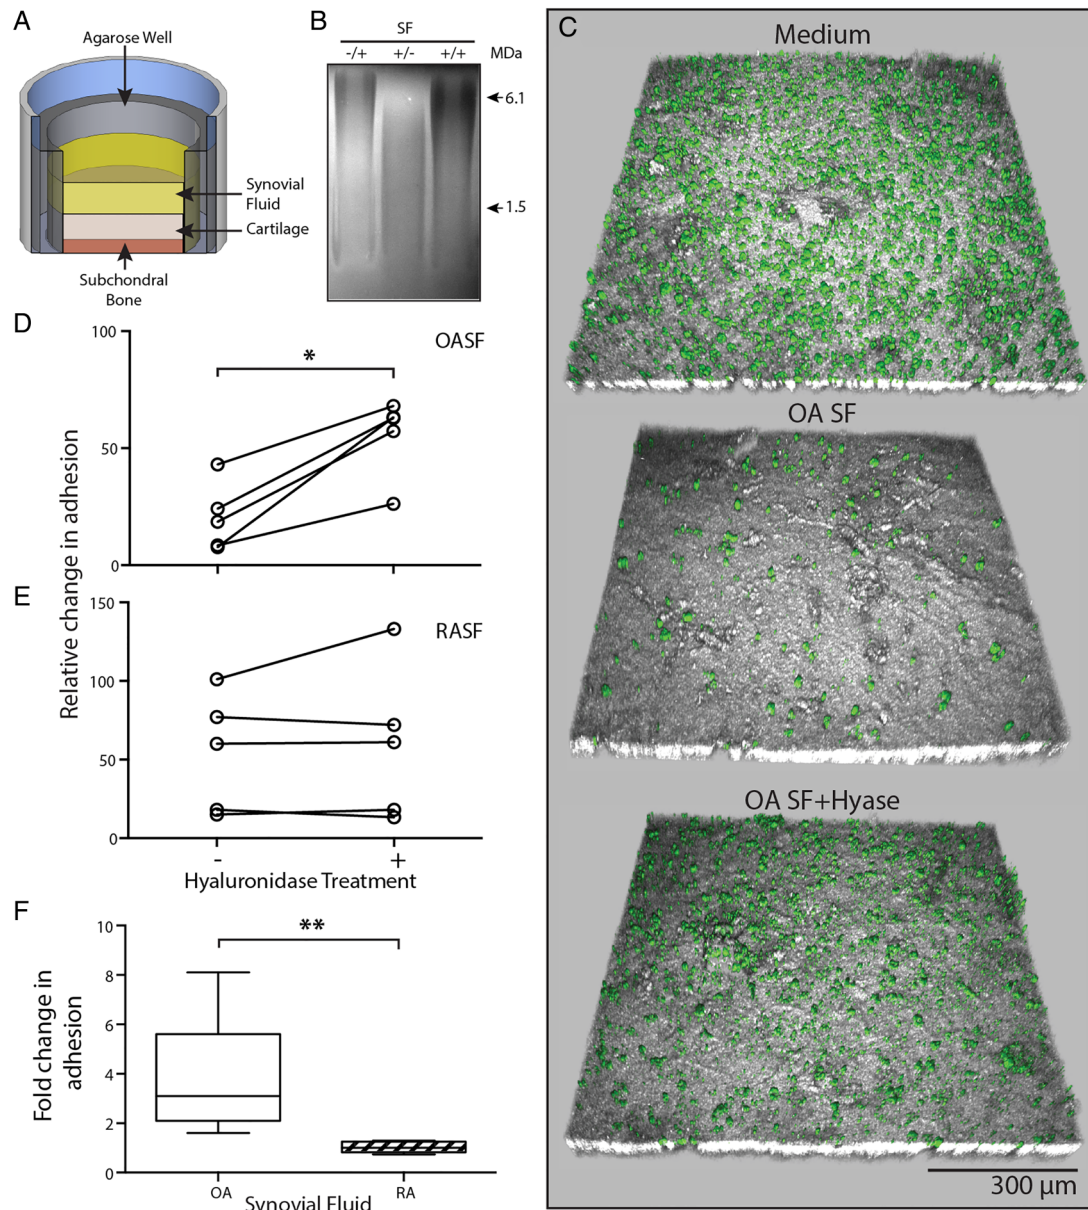 A
Agarose Well
Synovial
Fluid
Cartilage
Subchondral
Bone
B
SF
-/+ +/- +/+ MDa
6.1
1.5
C
Medium
OA SF
OA SF+Hyase
300 µm
D
100
50
0
*
OASF
Relative change in adhesion
E
150
100
50
0
RASF
- +
Hyaluronidase Treatment
F
10
8
6
4
2
0
**
Fold change in
adhesion
OA RA
Synovial Fluid